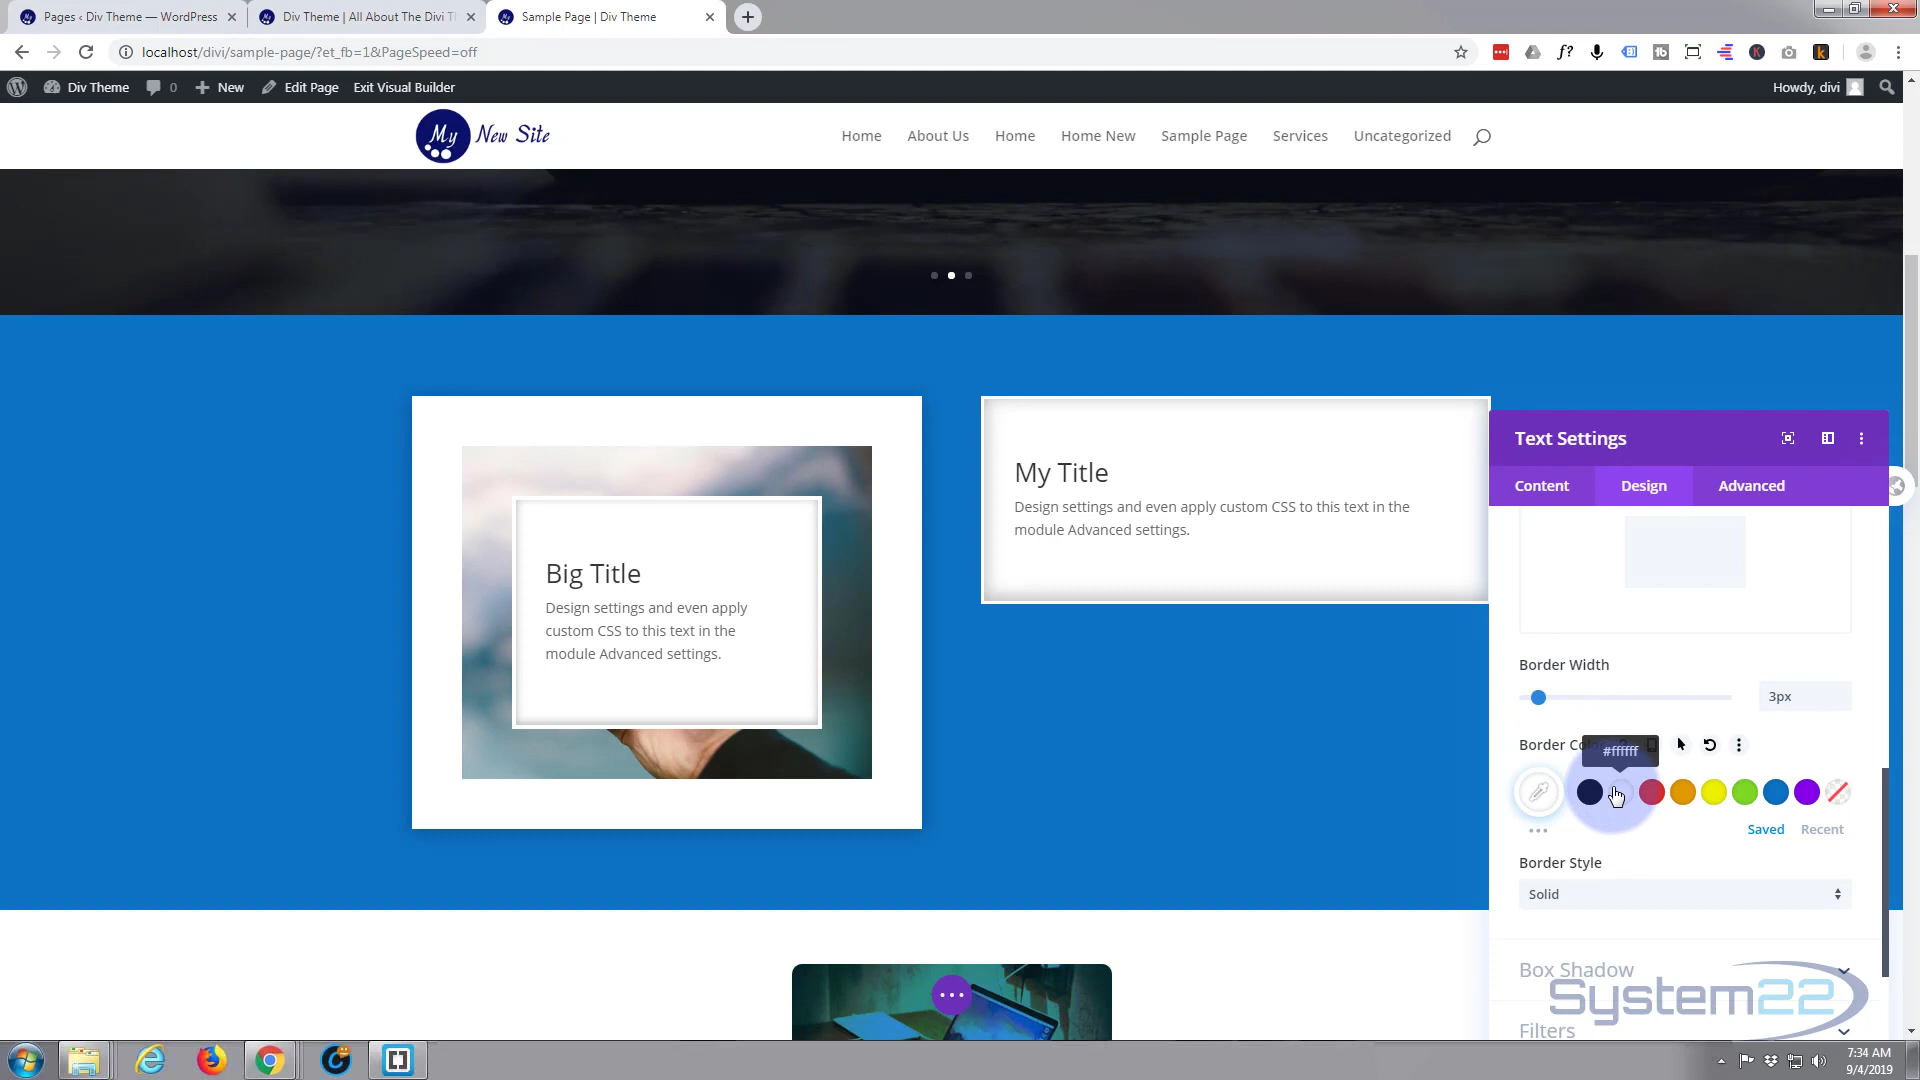 Pages ‹ Div Theme — WordPress
Div Theme | All About The Divi Th
Sample Page | Div Theme
localhost/divi/sample-page/?et_fb=1&PageSpeed=off
Div Theme
0
New
Edit Page
Exit Visual Builder
Howdy, divi
My New Site
Home
About Us
Home
Home New
Sample Page
Services
Uncategorized
Big Title
Design settings and even apply
custom CSS to this text in the
module Advanced settings.
My Title
Design settings and even apply custom CSS to this text in the
module Advanced settings.
Text Settings
Content
Design
Advanced
Border Width
3px
Border Co
#ffffff
Saved
Recent
Border Style
Solid
Box Shadow
System22
Filters
7:34 AM
9/4/2019